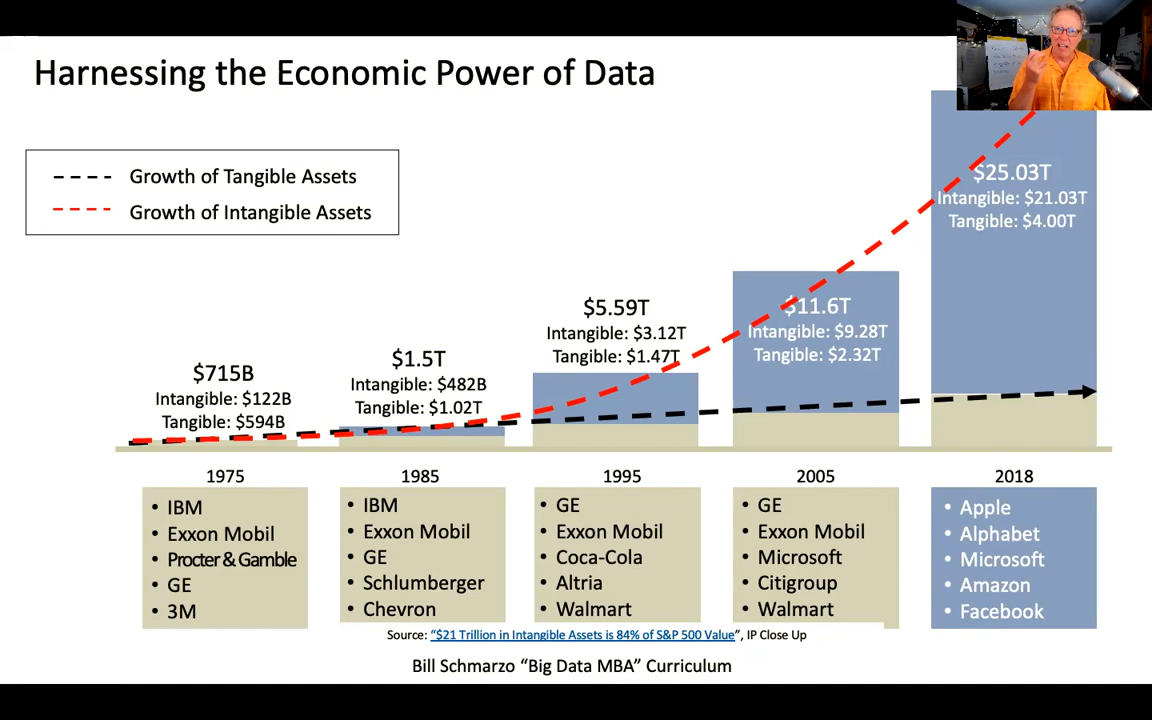 Harnessing the Economic Power of Data
Growth of Tangible Assets
Growth of Intangible Assets
$715B
Intangible: $122B
Tangible: $594B
$1.5T
Intangible: $482B
Tangible: $1.02T
$5.59T
Intangible: $3.12T
Tangible: $1.47T
$11.6T
Intangible: $9.28T
Tangible: $2.32T
$25.03T
Intangible: $21.03T
Tangible: $4.00T
1975
• IBM
• Exxon Mobil
• Procter & Gamble
• GE
• 3M
1985
• IBM
• Exxon Mobil
• GE
• Schlumberger
• Chevron
1995
• GE
• Exxon Mobil
• Coca-Cola
• Altria
• Walmart
2005
• GE
• Exxon Mobil
• Microsoft
• Citigroup
• Walmart
2018
• Apple
• Alphabet
• Microsoft
• Amazon
• Facebook
Source: “$21 Trillion in Intangible Assets is 84% of S&P 500 Value”, IP Close Up
Bill Schmarzo “Big Data MBA” Curriculum